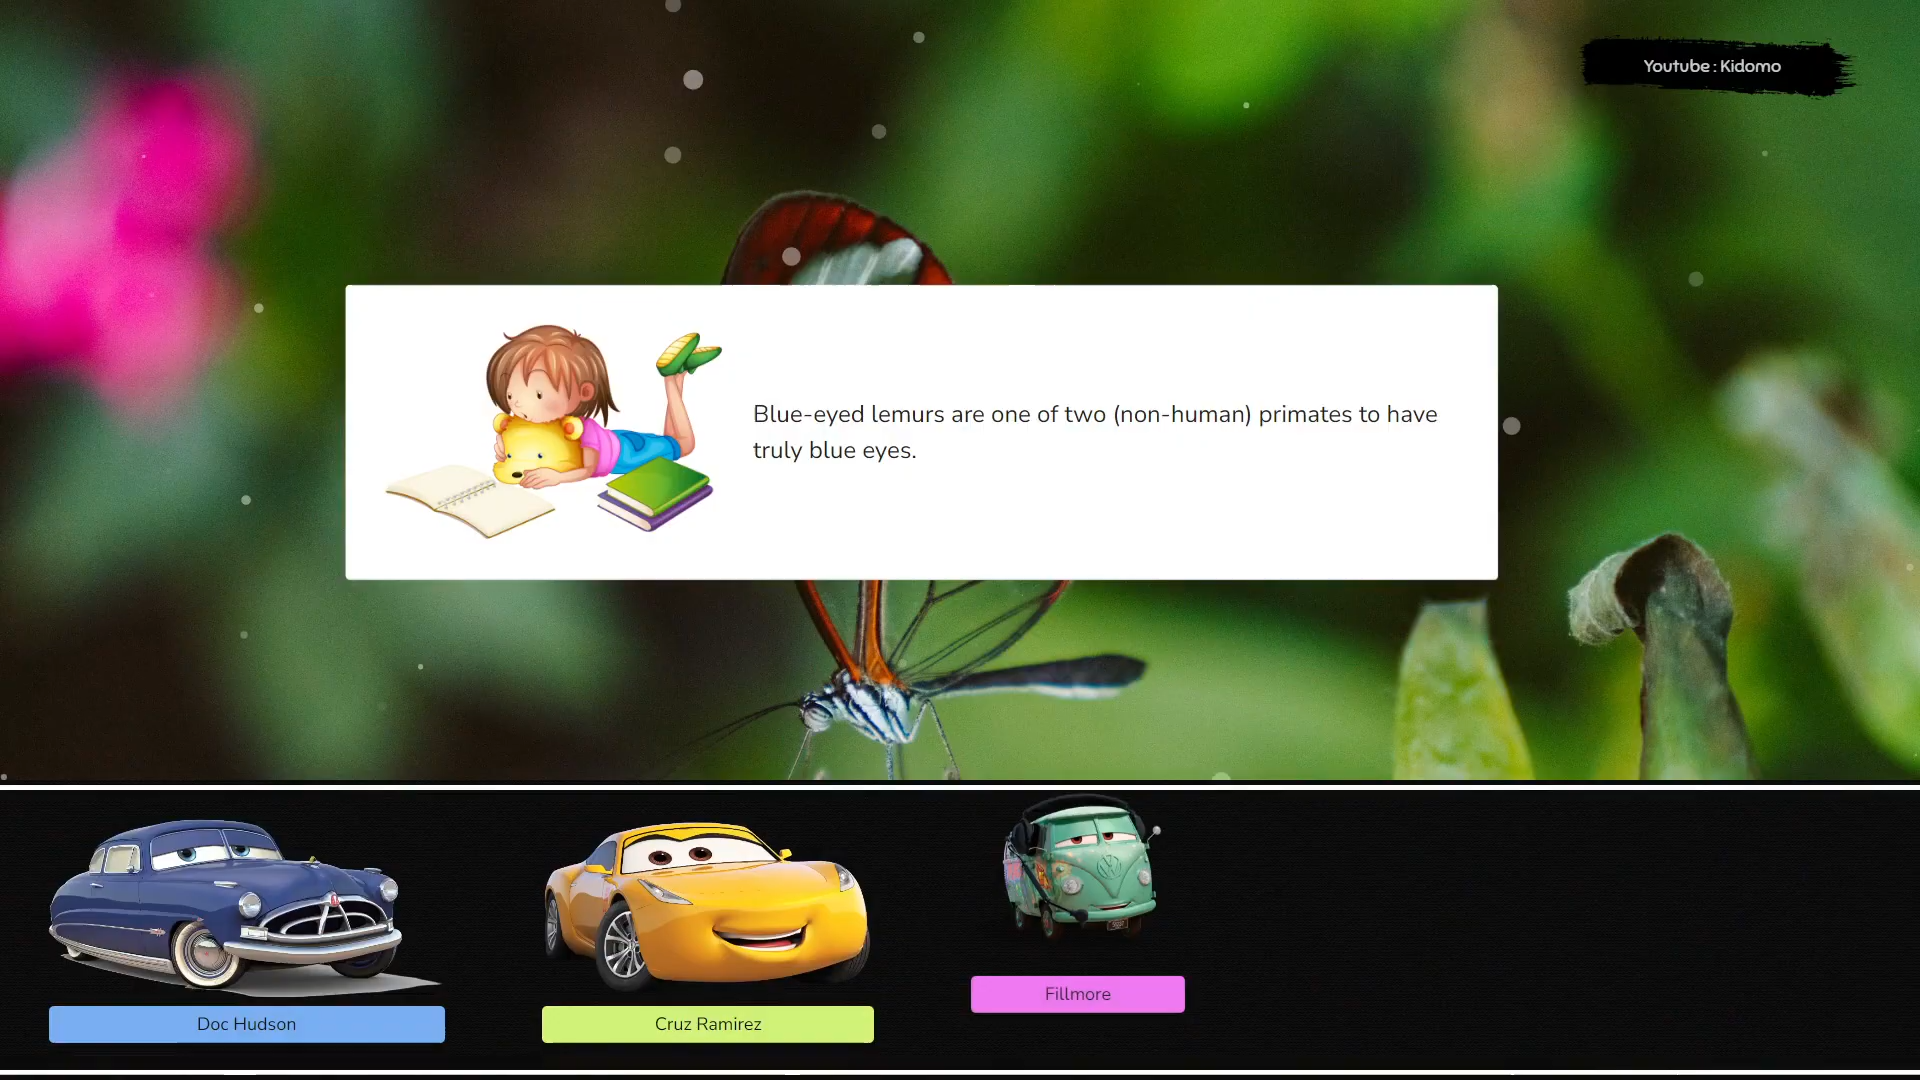 Youtube : Kidomo
Blue-eyed lemurs are one of two (non-human) primates to have
truly blue eyes.
Doc Hudson
Cruz Ramirez
Fillmore